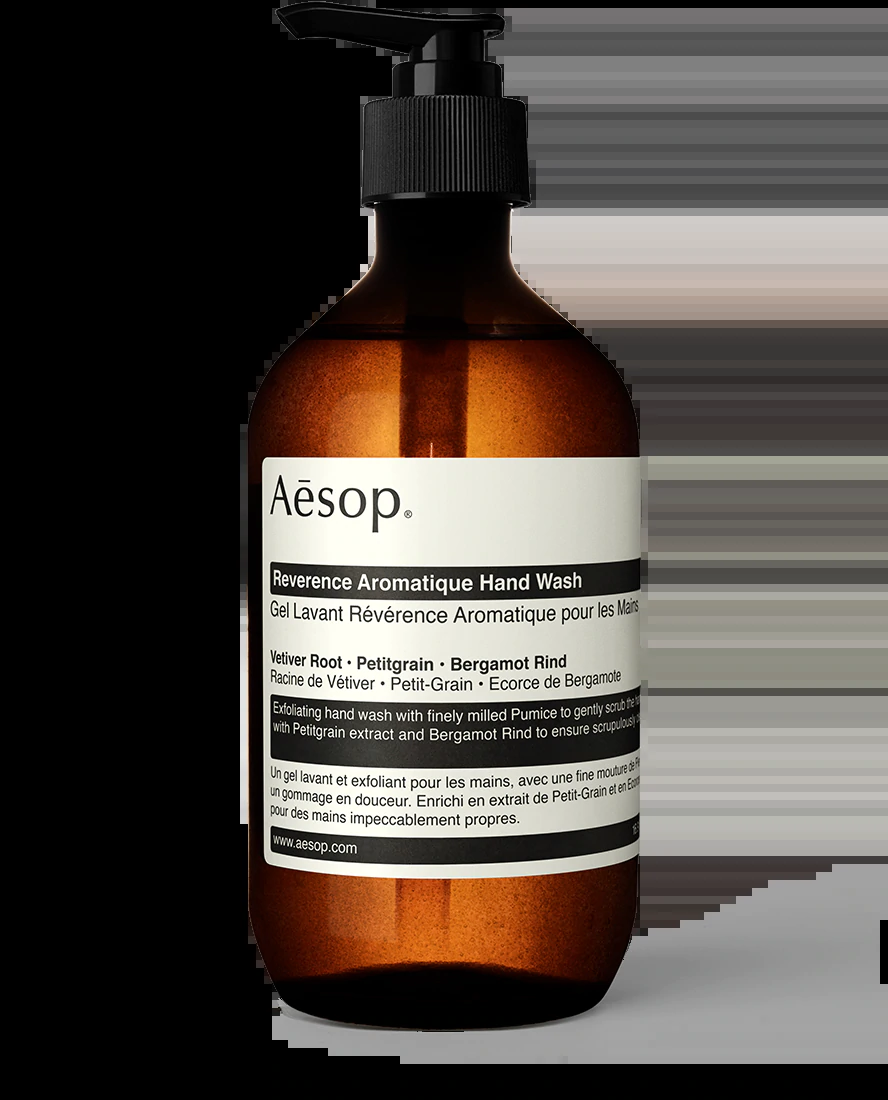 Aēsop®
Reverence Aromatique Hand Wash
Gel Lavant Révérence Aromatique pour les Mains
Vetiver Root • Petitgrain • Bergamot Rind
Racine de Vétiver • Petit-Grain • Ecorce de Bergamote
Exfoliating hand wash with finely milled Pumice to gently scrub the
with Petitgrain extract and Bergamot Rind to ensure scrupulously
Un gel lavant et exfoliant pour les mains, avec une fine mouture de
un gommage en douceur. Enrichi en extrait de Petit-Grain et en
pour des mains impeccablement propres.
www.aesop.com